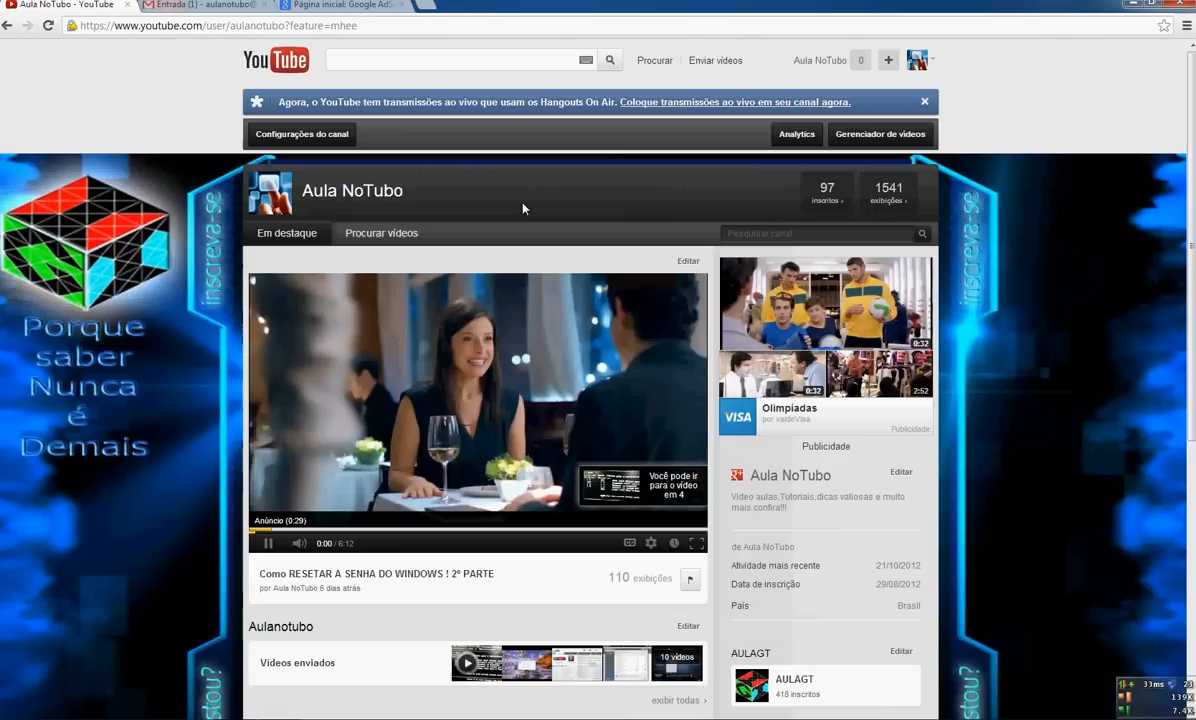 Aula NoTubo - YouTube
Entrada (1) - aulanotubo@
Página inicial: Google AdS
https://www.youtube.com/user/aulanotubo?feature=mhee
YouTube
Procurar
Enviar vídeos
Aula NoTubo
0
Agora, o YouTube tem transmissões ao vivo que usam os Hangouts On Air. Coloque transmissões ao vivo em seu canal agora.
Configurações do canal
Analytics
Gerenciador de vídeos
Aula NoTubo
97
inscritos ›
1541
exibições ›
Em destaque
Procurar vídeos
Pesquisar canal
Editar
inscreva-se
inscreva-se
Porque
saber
Nunca
é
Demais
Você pode ir
para o vídeo
em 4
Anúncio (0:29)
0:00 / 6:12
Como RESETAR A SENHA DO WINDOWS ! 2º PARTE
por Aula NoTubo 6 dias atrás
110 exibições
Aulanotubo
Editar
Vídeos enviados
10 vídeos
exibir todas ›
0:32
0:32
2:52
VISA
Olimpíadas
por vaideVisa
Publicidade
Publicidade
Aula NoTubo
Editar
Video aulas,Tutoriais,dicas valiosas e muito
mais.confira!!!
de Aula NoTubo
Atividade mais recente
21/10/2012
Data de inscrição
29/08/2012
País
Brasil
AULAGT
Editar
AULAGT
418 inscritos
stou?
stou?
33ms
139K
7.4K